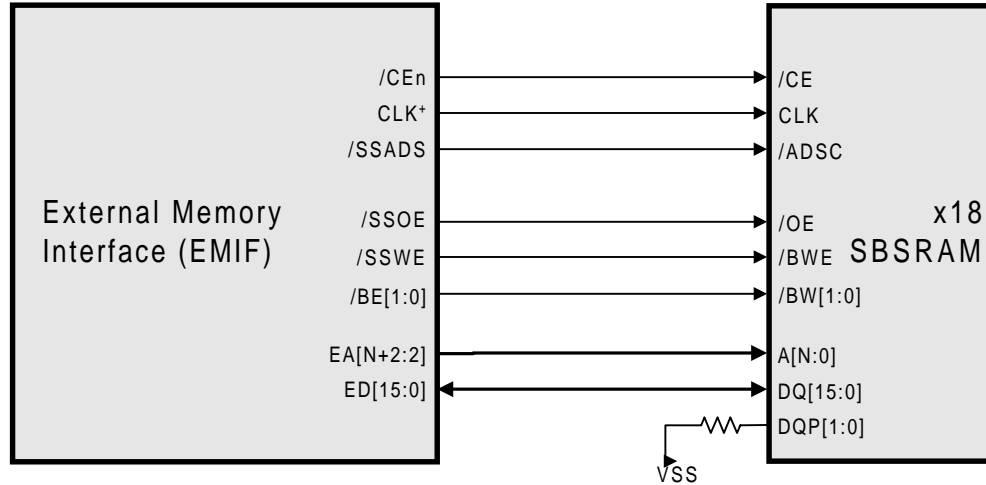 /CEn
CLK+
/SSADS
External Memory
Interface (EMIF)
/SSOE
/SSWE
/BE[1:0]
EA[N+2:2]
ED[15:0]
/CE
CLK
/ADSC
/OE
/BWE
/BW[1:0]
x18
SBSRAM
A[N:0]
DQ[15:0]
DQP[1:0]
VSS